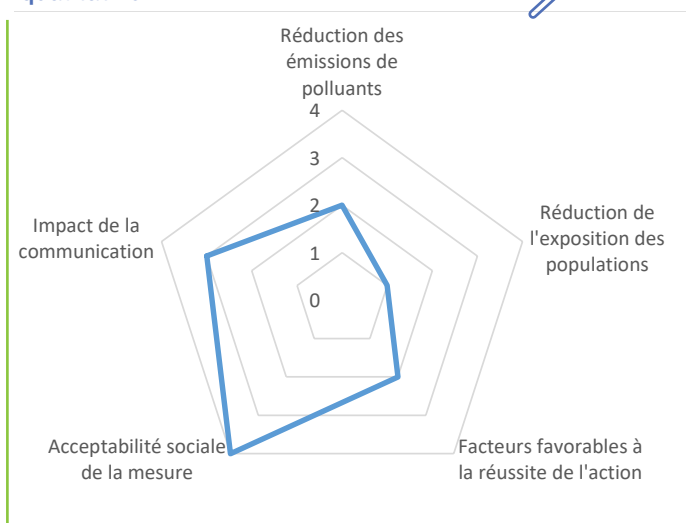 Réduction des
émissions de
polluants
4
3
2
1
0
Réduction de
l'exposition des
populations
Facteurs favorables à
la réussite de l'action
Acceptabilité sociale
de la mesure
Impact de la
communication